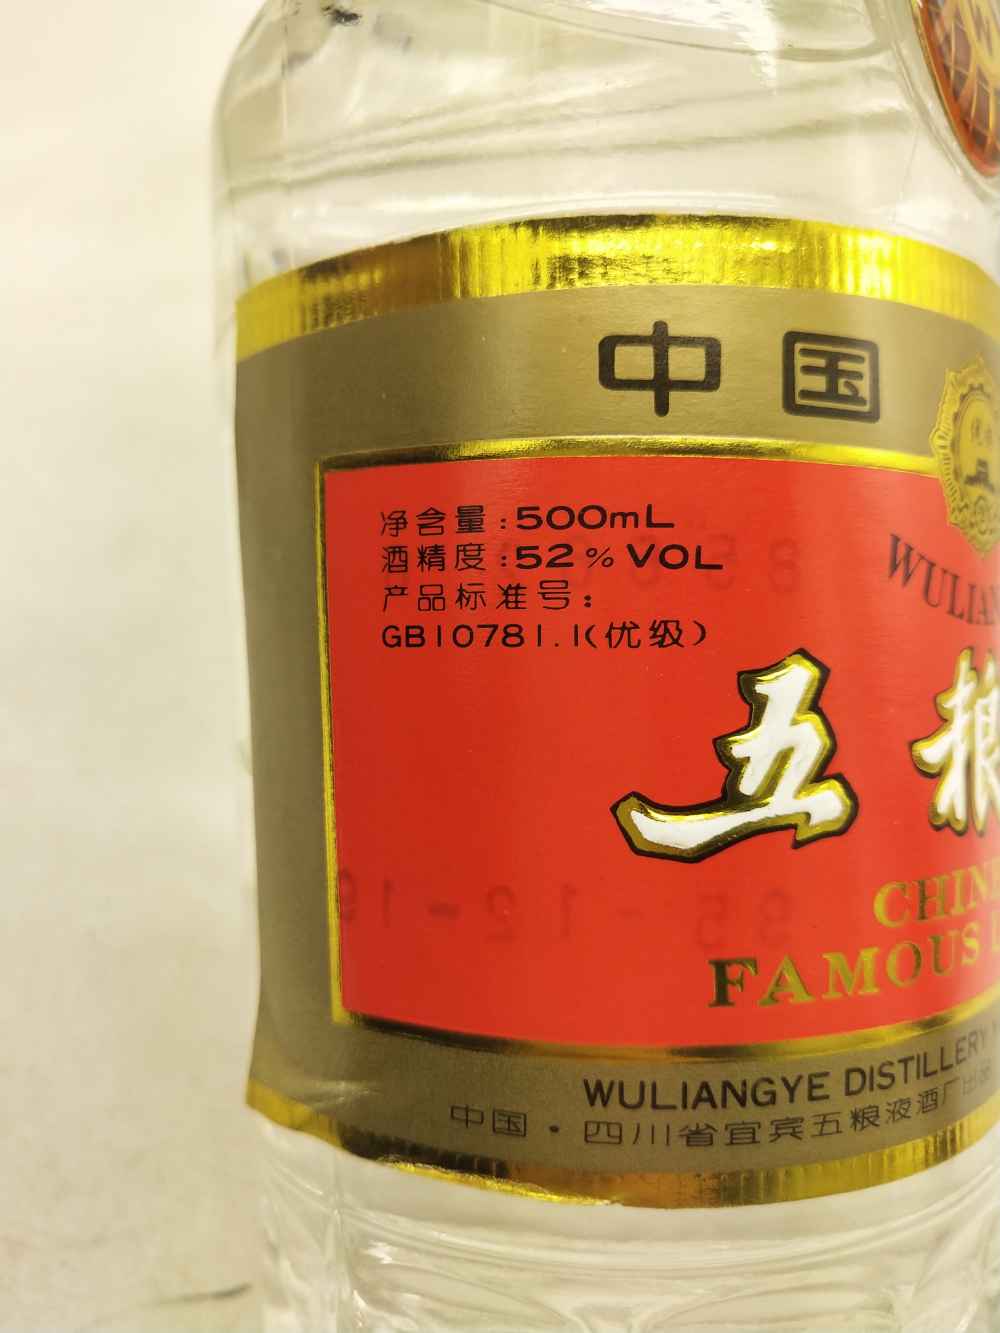 中国
净含量:500mL
酒精度:52%VOL
产品标准号:
GB10781.1(优级)
WULIAN
五粮
CHIN
FAMOUS
WULIANGYE DISTILLERY
中国·四川省宜宾五粮液酒厂出品